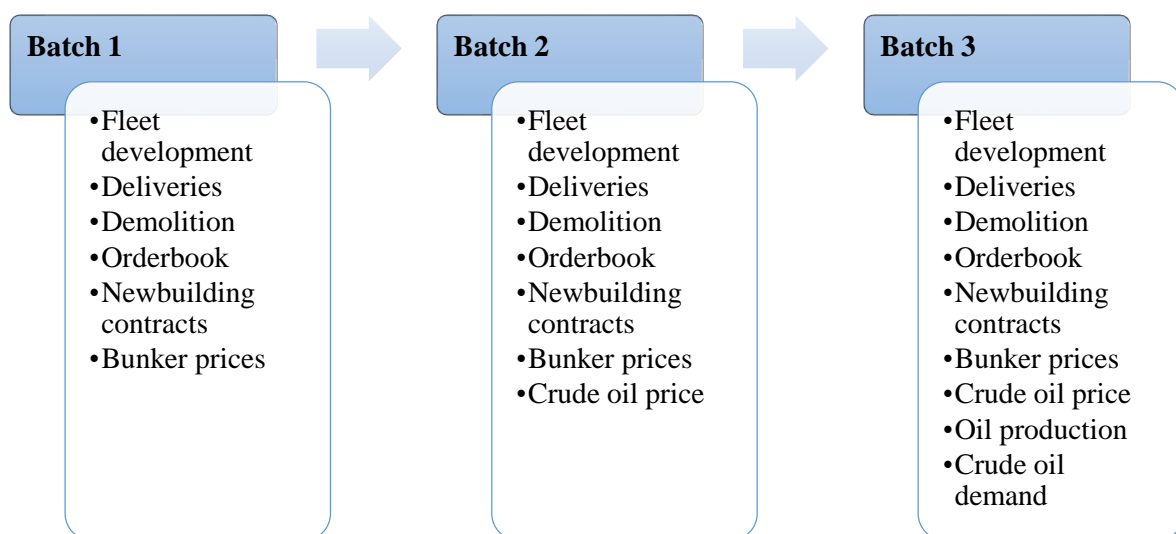 Batch 1
•Fleet
development
•Deliveries
•Demolition
•Orderbook
•Newbuilding
contracts
•Bunker prices
Batch 2
•Fleet
development
•Deliveries
•Demolition
•Orderbook
•Newbuilding
contracts
•Bunker prices
•Crude oil price
Batch 3
•Fleet
development
•Deliveries
•Demolition
•Orderbook
•Newbuilding
contracts
•Bunker prices
•Crude oil price
•Oil production
•Crude oil
demand